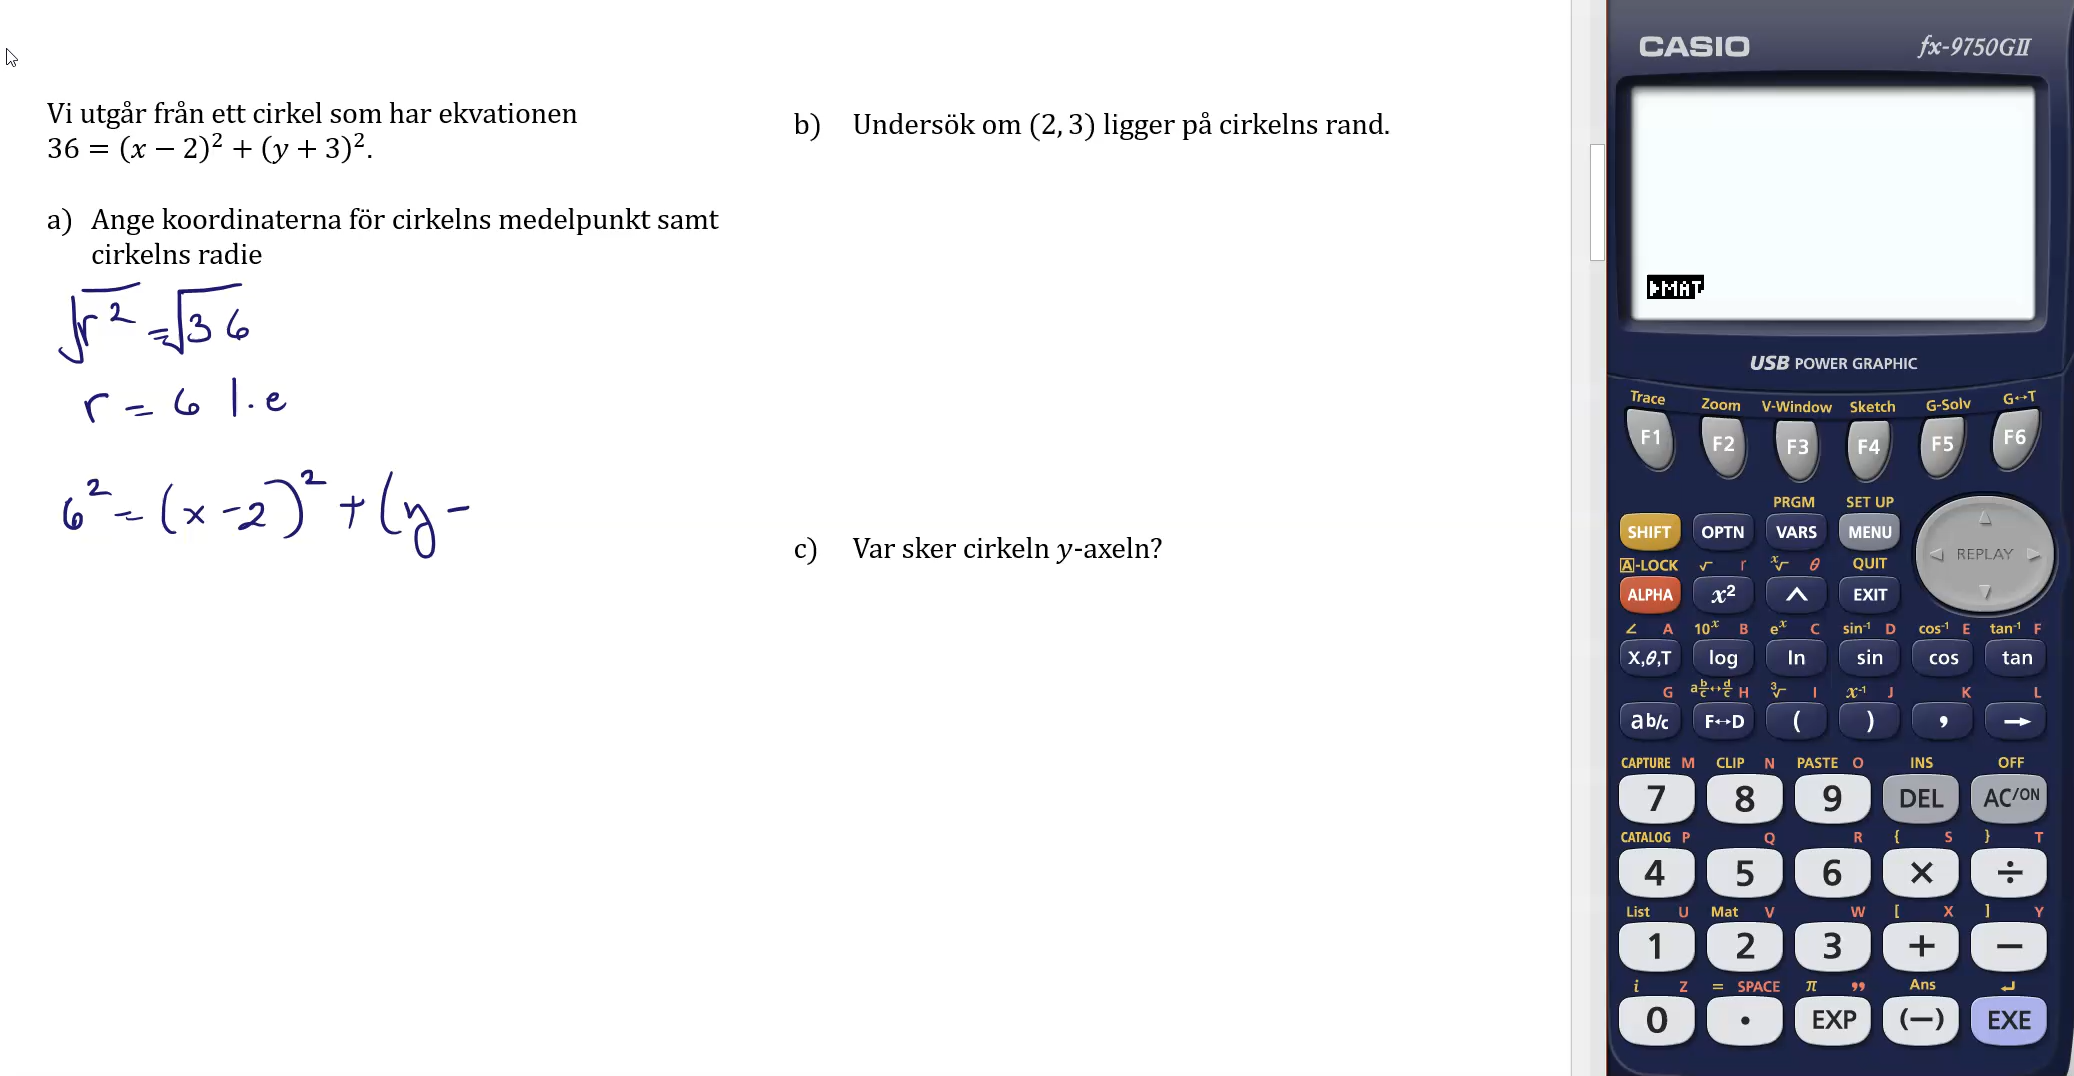 Vi utgår från ett cirkel som har ekvationen
36 = (x − 2)² + (y + 3)².
a) Ange koordinaterna för cirkelns medelpunkt samt
cirkelns radie
√r² = √36
r = 6 l.e
6² = (x − 2)² + (y −
b) Undersök om (2, 3) ligger på cirkelns rand.
c) Var sker cirkeln y-axeln?
CASIO fx-9750GII
▶MAT
USB POWER GRAPHIC
Trace Zoom V-Window Sketch G-Solv G↔T
F1 F2 F3 F4 F5 F6
PRGM SET UP
SHIFT OPTN VARS MENU
REPLAY
A-LOCK √ r ˣ√ θ QUIT
ALPHA x² ^ EXIT
∠ A 10ˣ B eˣ C sin⁻¹ D cos⁻¹ E tan⁻¹ F
X,θ,T log ln sin cos tan
G a b/c↔d/c H ³√ I x⁻¹ J K L
a b/c F↔D ( ) , →
CAPTURE M CLIP N PASTE O INS OFF
7 8 9 DEL AC/ON
CATALOG P Q R { S } T
4 5 6 × ÷
List U Mat V W [ X ] Y
1 2 3 + −
i Z = SPACE π " Ans ↵
0 . EXP (−) EXE